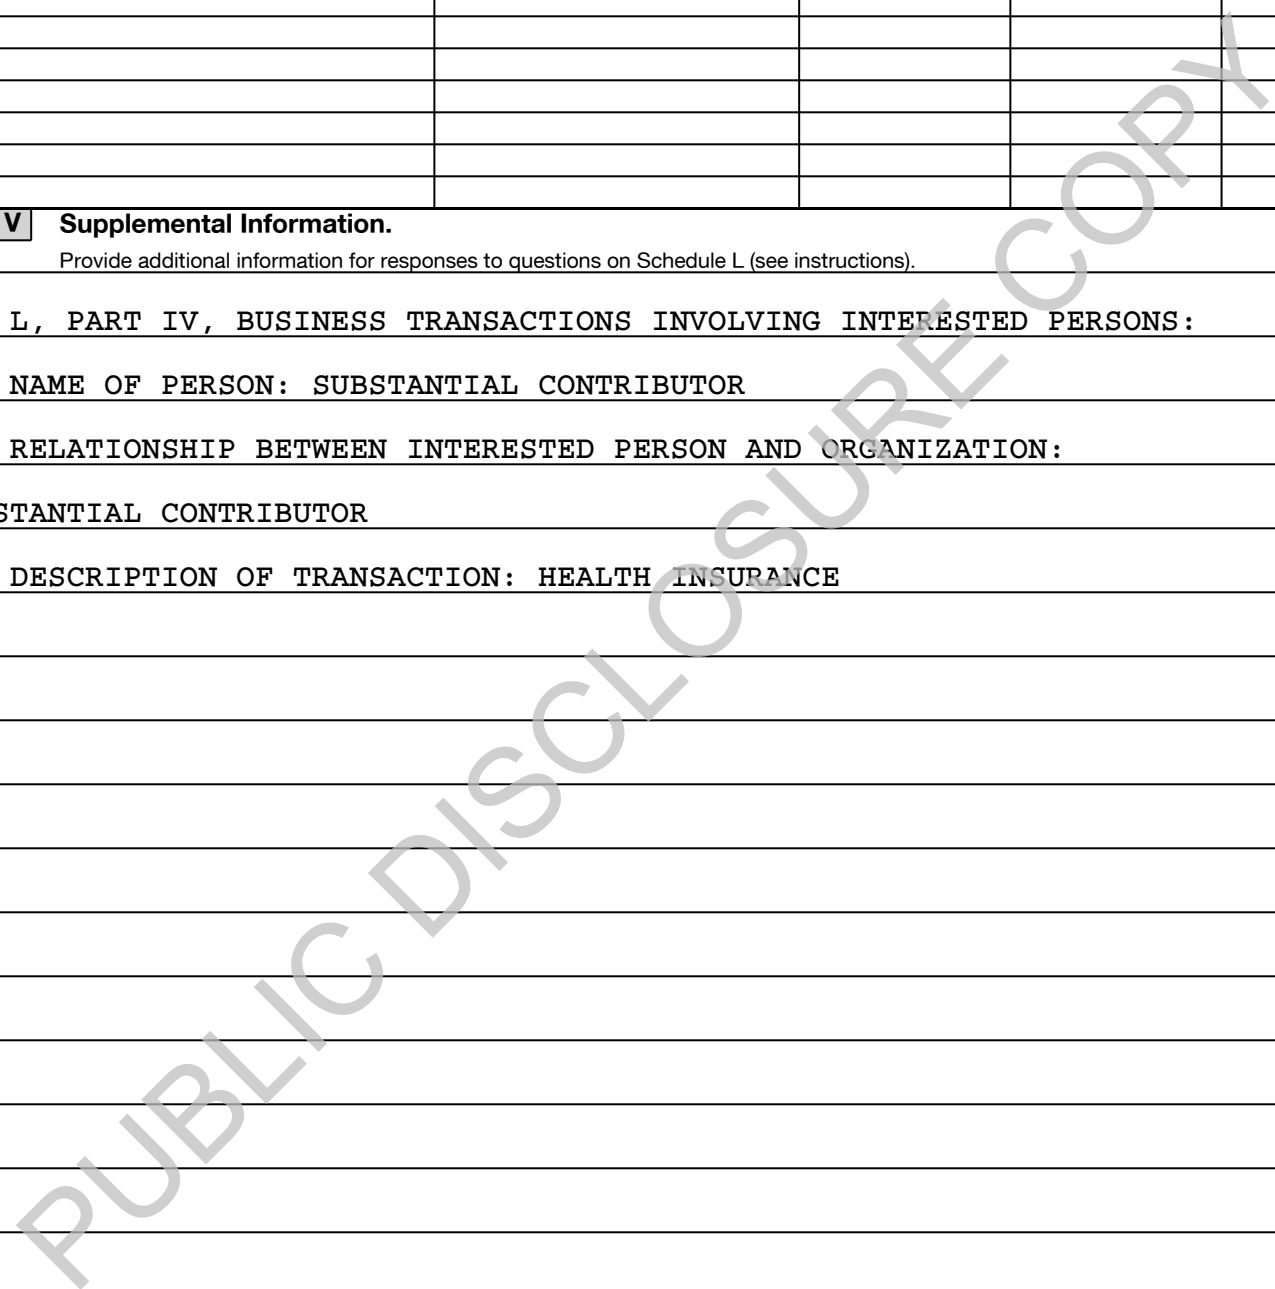 V Supplemental Information.
Provide additional information for responses to questions on Schedule L (see instructions).
L, PART IV, BUSINESS TRANSACTIONS INVOLVING INTERESTED PERSONS:
NAME OF PERSON: SUBSTANTIAL CONTRIBUTOR
RELATIONSHIP BETWEEN INTERESTED PERSON AND ORGANIZATION:
STANTIAL CONTRIBUTOR
DESCRIPTION OF TRANSACTION: HEALTH INSURANCE
PUBLIC DISCLOSURE COPY